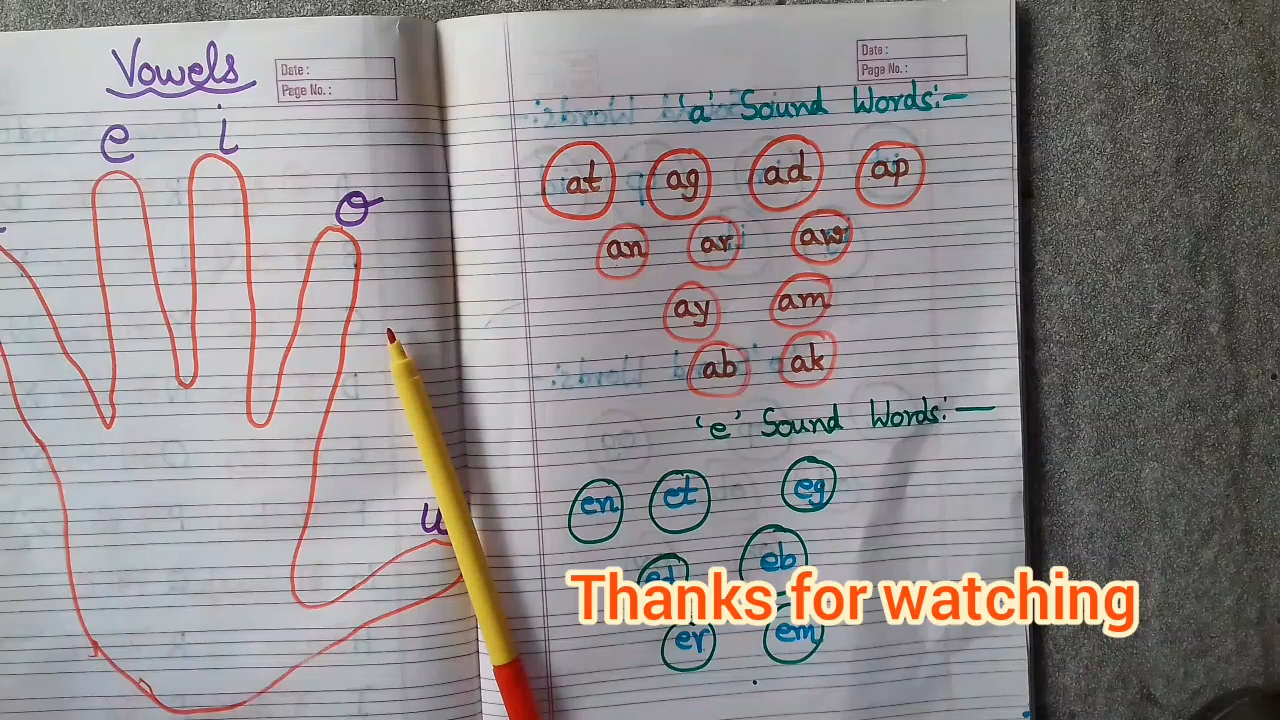 Vowels
Date :
Page No. :
e i o
u
Date :
Page No. :
'a' Sound Words:-
at ag ad ap
an ar aw
ay am
ab ak
'e' Sound Words:-
en et eg
eb
er em
Thanks for watching